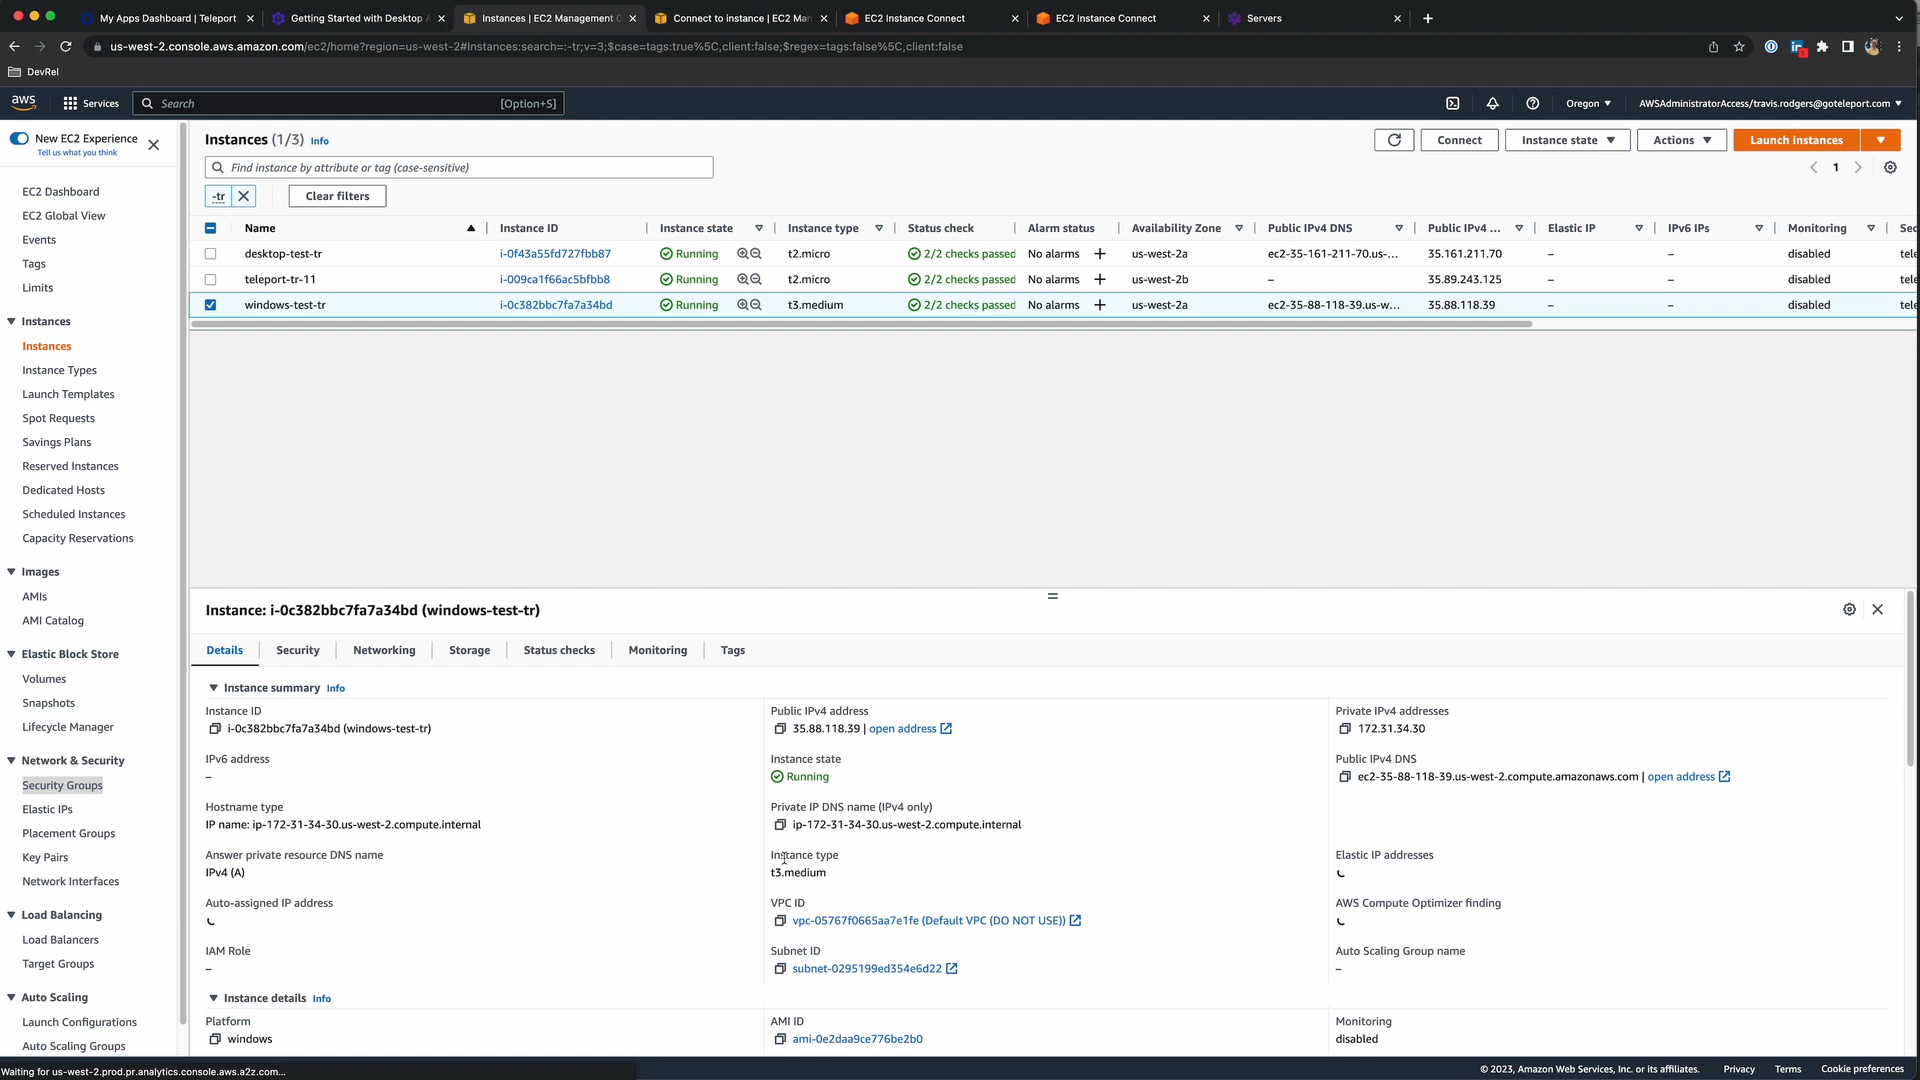 My Apps Dashboard | Teleport
Getting Started with Desktop A
Instances | EC2 Management C
Connect to instance | EC2 Man
EC2 Instance Connect
EC2 Instance Connect
Servers
us-west-2.console.aws.amazon.com/ec2/home?region=us-west-2#Instances:search=:-tr;v=3;$case=tags:true%5C,client:false;$regex=tags:false%5C,client:false
DevRel
aws
Services
Search
[Option+S]
Oregon
AWSAdministratorAccess/travis.rodgers@goteleport.com
New EC2 Experience
Tell us what you think
EC2 Dashboard
EC2 Global View
Events
Tags
Limits
Instances
Instances
Instance Types
Launch Templates
Spot Requests
Savings Plans
Reserved Instances
Dedicated Hosts
Scheduled Instances
Capacity Reservations
Images
AMIs
AMI Catalog
Elastic Block Store
Volumes
Snapshots
Lifecycle Manager
Network & Security
Security Groups
Elastic IPs
Placement Groups
Key Pairs
Network Interfaces
Load Balancing
Load Balancers
Target Groups
Auto Scaling
Launch Configurations
Auto Scaling Groups
Instances (1/3) Info
Connect
Instance state
Actions
Launch instances
Find instance by attribute or tag (case-sensitive)
1
-tr
Clear filters
Name Instance ID Instance state Instance type Status check Alarm status Availability Zone Public IPv4 DNS Public IPv4 ... Elastic IP IPv6 IPs Monitoring Sec
desktop-test-tr i-0f43a55fd727fbb87 Running t2.micro 2/2 checks passed No alarms + us-west-2a ec2-35-161-211-70.us-... 35.161.211.70 – – disabled tele
teleport-tr-11 i-009ca1f66ac5bfbb8 Running t2.micro 2/2 checks passed No alarms + us-west-2b – 35.89.243.125 – – disabled tele
windows-test-tr i-0c382bbc7fa7a34bd Running t3.medium 2/2 checks passed No alarms + us-west-2a ec2-35-88-118-39.us-w... 35.88.118.39 – – disabled tele
Instance: i-0c382bbc7fa7a34bd (windows-test-tr)
Details Security Networking Storage Status checks Monitoring Tags
Instance summary Info
Instance ID
i-0c382bbc7fa7a34bd (windows-test-tr)
Public IPv4 address
35.88.118.39 | open address
Private IPv4 addresses
172.31.34.30
IPv6 address
–
Instance state
Running
Public IPv4 DNS
ec2-35-88-118-39.us-west-2.compute.amazonaws.com | open address
Hostname type
IP name: ip-172-31-34-30.us-west-2.compute.internal
Private IP DNS name (IPv4 only)
ip-172-31-34-30.us-west-2.compute.internal
Answer private resource DNS name
IPv4 (A)
Instance type
t3.medium
Elastic IP addresses
Auto-assigned IP address
VPC ID
vpc-05767f0665aa7e1fe (Default VPC (DO NOT USE))
AWS Compute Optimizer finding
IAM Role
–
Subnet ID
subnet-0295199ed354e6d22
Auto Scaling Group name
–
Instance details Info
Platform
windows
AMI ID
ami-0e2daa9ce776be2b0
Monitoring
disabled
Waiting for us-west-2.prod.pr.analytics.console.aws.a2z.com...
© 2023, Amazon Web Services, Inc. or its affiliates. Privacy Terms Cookie preferences